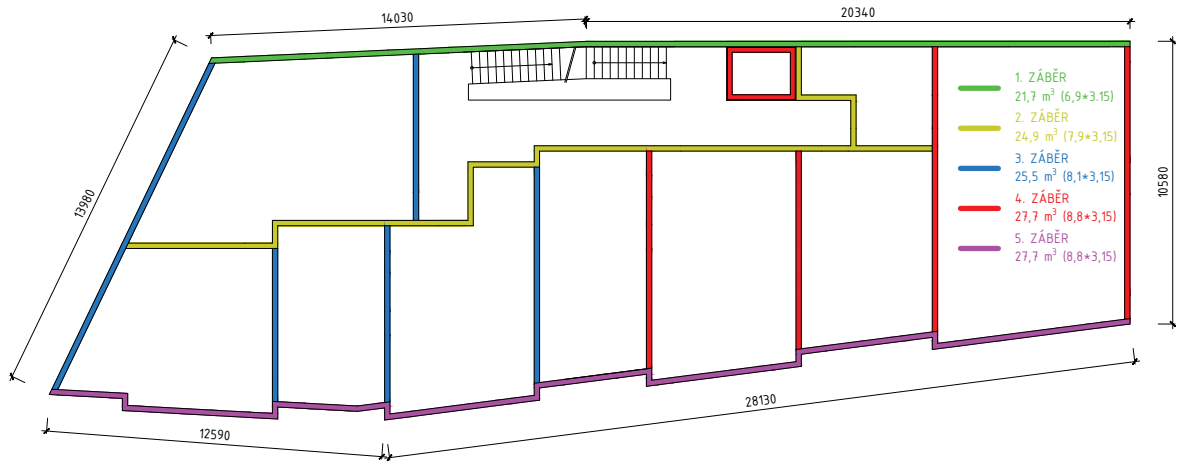 14030
20340
13980
10580
1. ZÁBĚR
21,7 m³ (6,9*3.15)
2. ZÁBĚR
24,9 m³ (7,9*3,15)
3. ZÁBĚR
25,5 m³ (8,1*3,15)
4. ZÁBĚR
27,7 m³ (8,8*3,15)
5. ZÁBĚR
27,7 m³ (8,8*3,15)
12590
28130